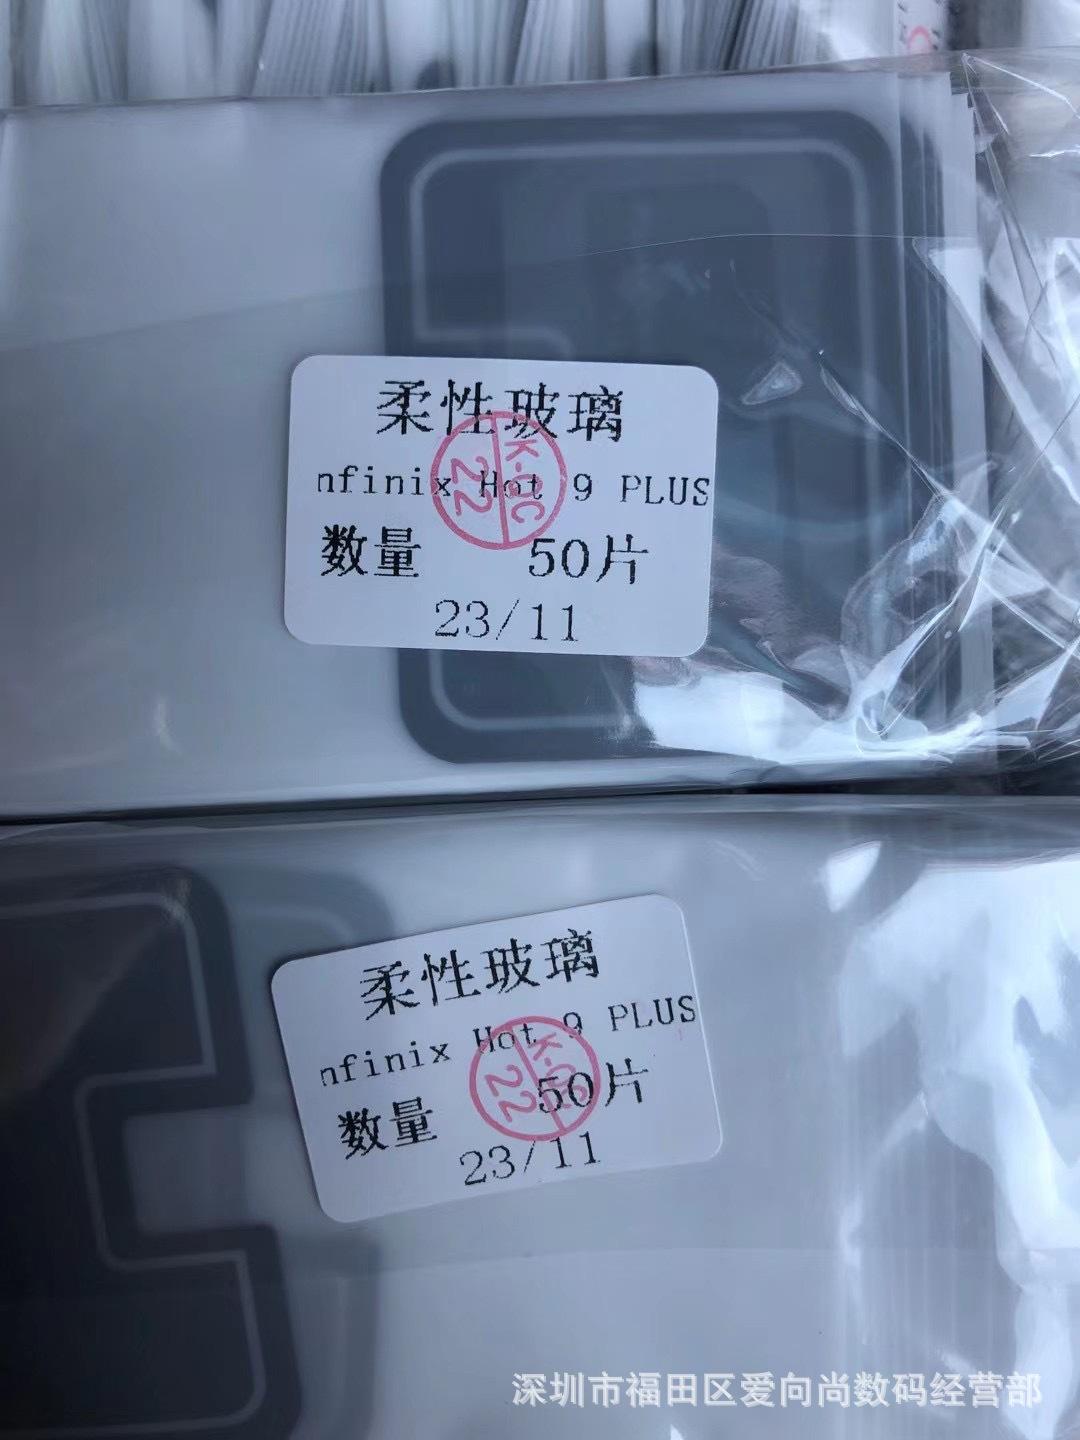 柔性玻璃
nfinix Hot 9 PLUS
K-QC
22
数量 50片
23/11
柔性玻璃
nfinix Hot 9 PLUS
K-QC
22
数量 50片
23/11
深圳市福田区爱向尚数码经营部